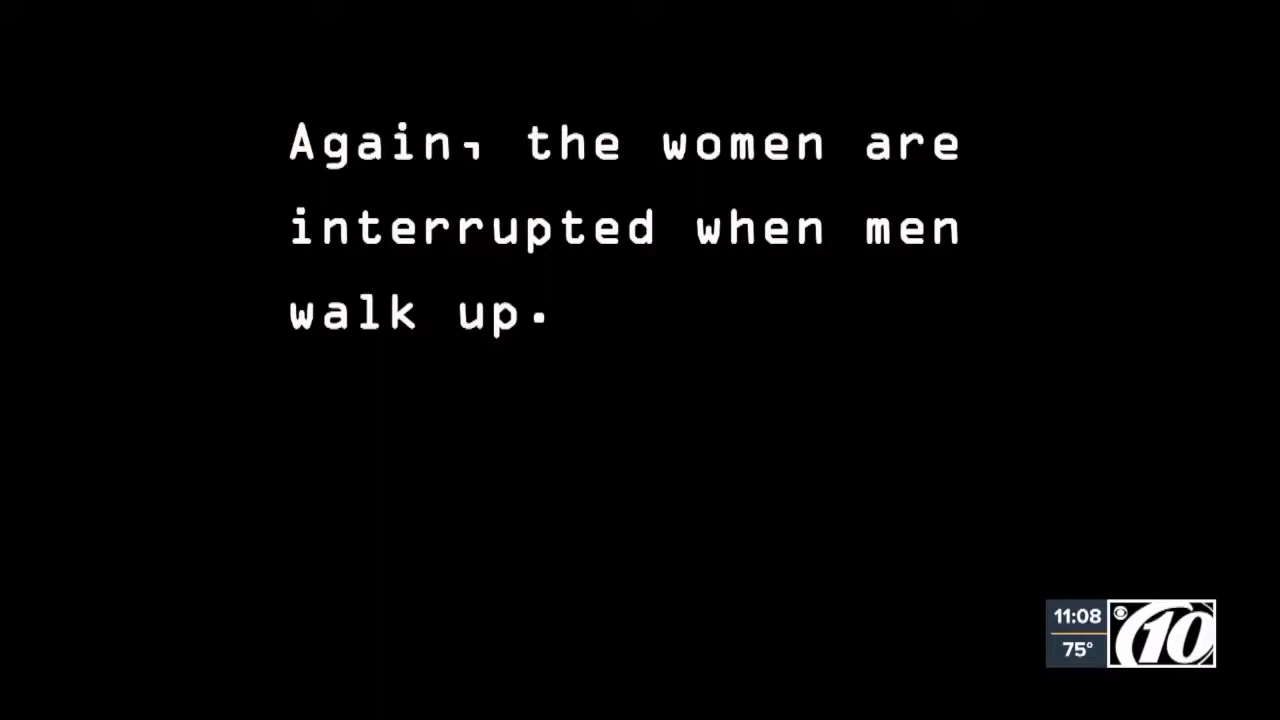 Again, the women are
interrupted when men
walk up.
11:08
75°
10